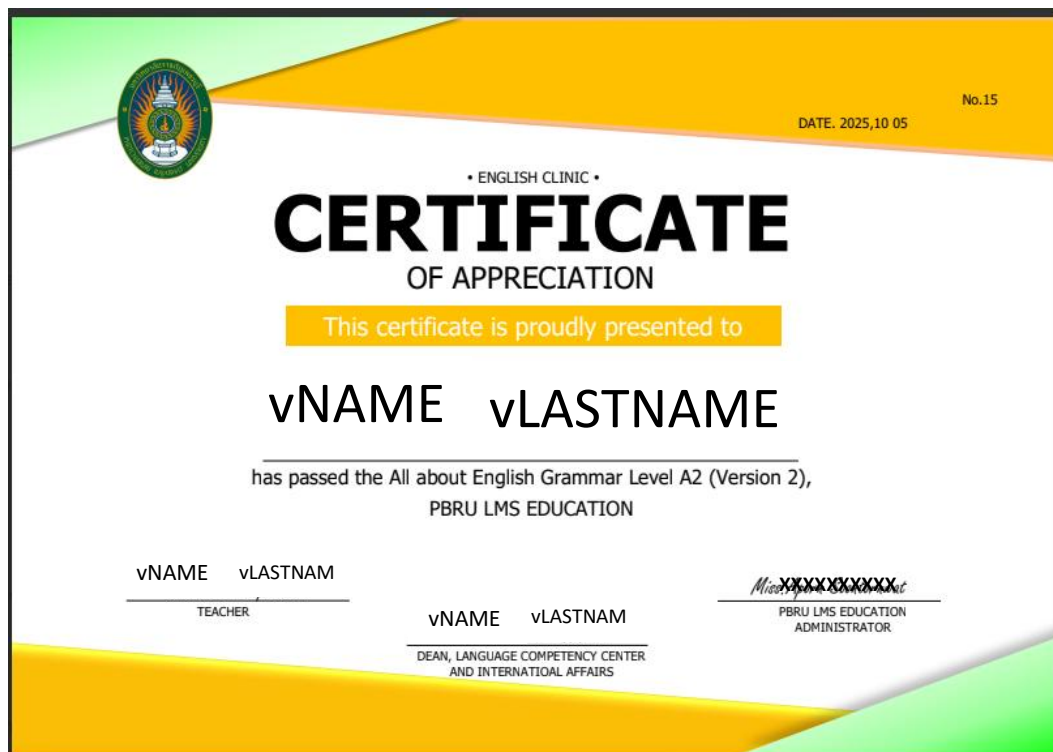 No.15
DATE. 2025,10 05
• ENGLISH CLINIC •
CERTIFICATE
OF APPRECIATION
This certificate is proudly presented to
vNAME vLASTNAME
has passed the All about English Grammar Level A2 (Version 2),
PBRU LMS EDUCATION
vNAME vLASTNAM
TEACHER
vNAME vLASTNAM
DEAN, LANGUAGE COMPETENCY CENTER
AND INTERNATIOAL AFFAIRS
Miss.XXXXXXXXXX
PBRU LMS EDUCATION
ADMINISTRATOR